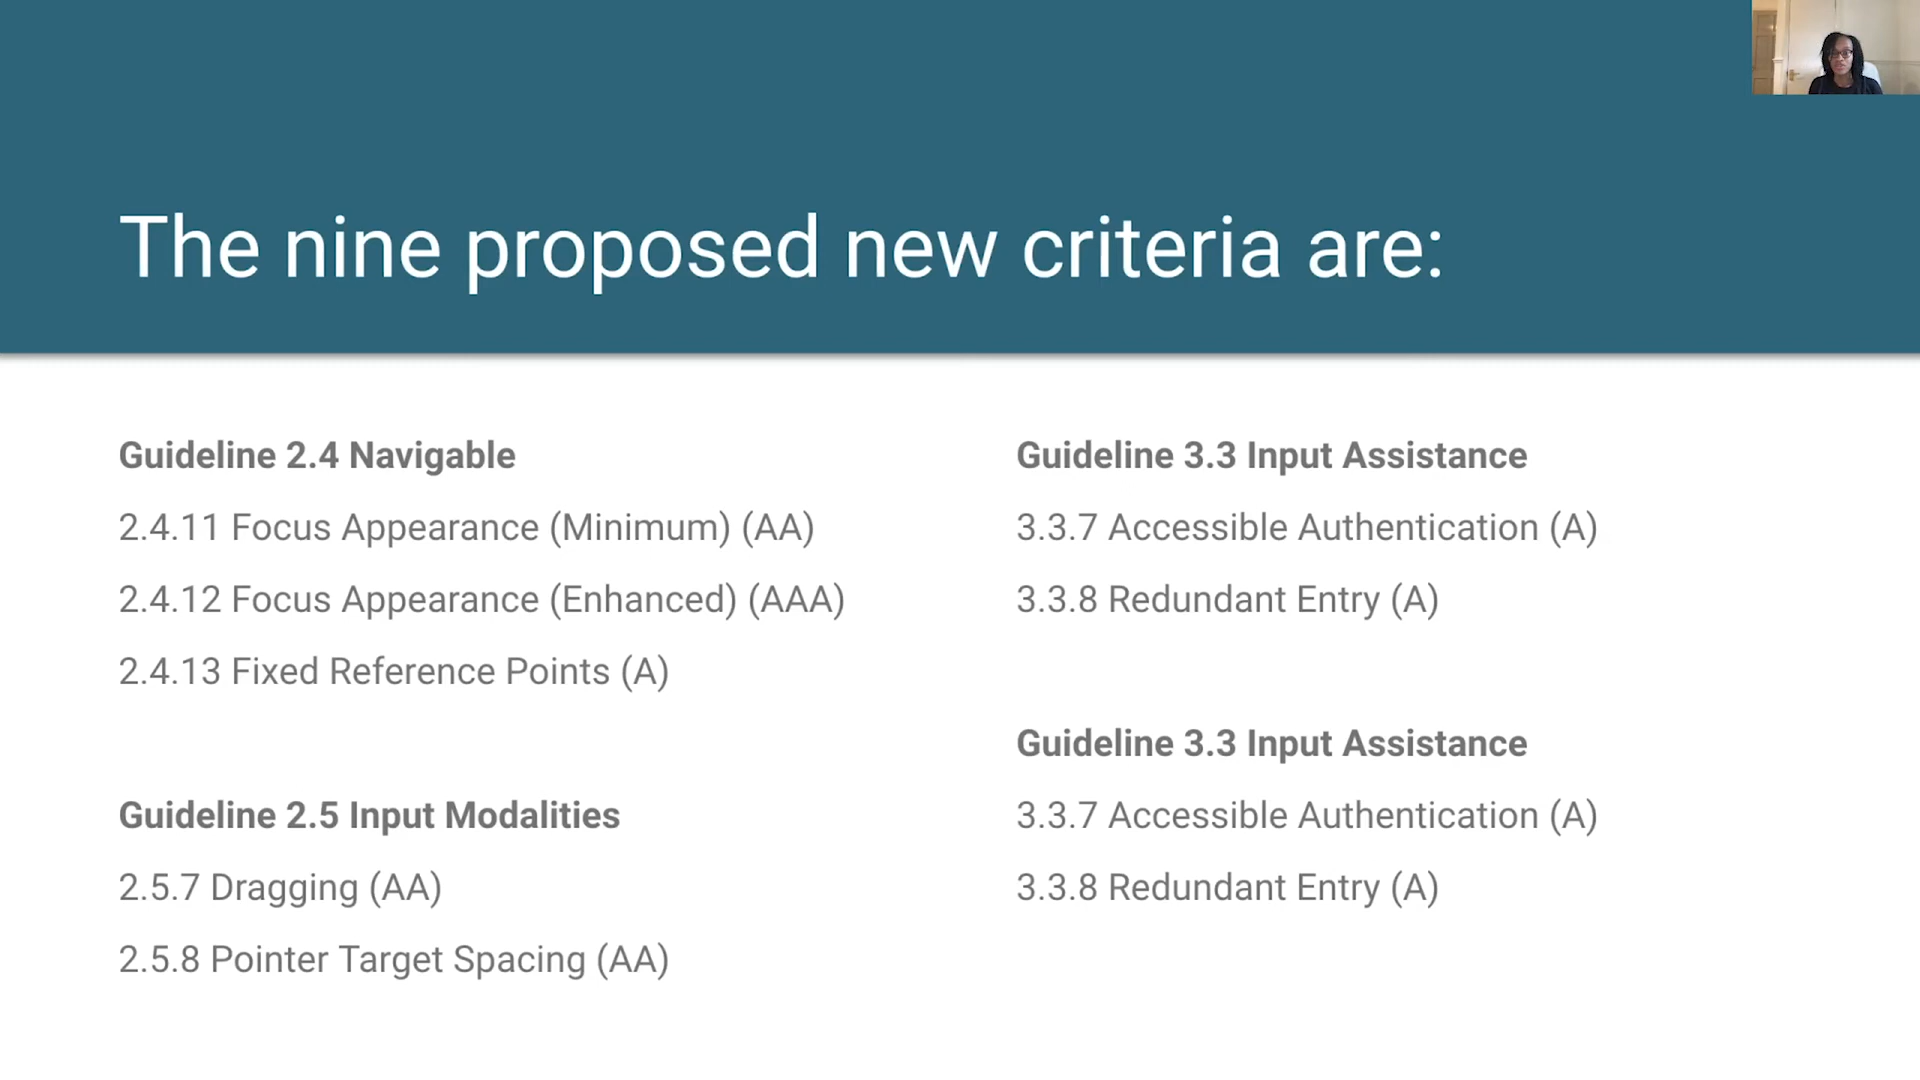 The nine proposed new criteria are:
Guideline 2.4 Navigable
2.4.11 Focus Appearance (Minimum) (AA)
2.4.12 Focus Appearance (Enhanced) (AAA)
2.4.13 Fixed Reference Points (A)
Guideline 2.5 Input Modalities
2.5.7 Dragging (AA)
2.5.8 Pointer Target Spacing (AA)
Guideline 3.3 Input Assistance
3.3.7 Accessible Authentication (A)
3.3.8 Redundant Entry (A)
Guideline 3.3 Input Assistance
3.3.7 Accessible Authentication (A)
3.3.8 Redundant Entry (A)